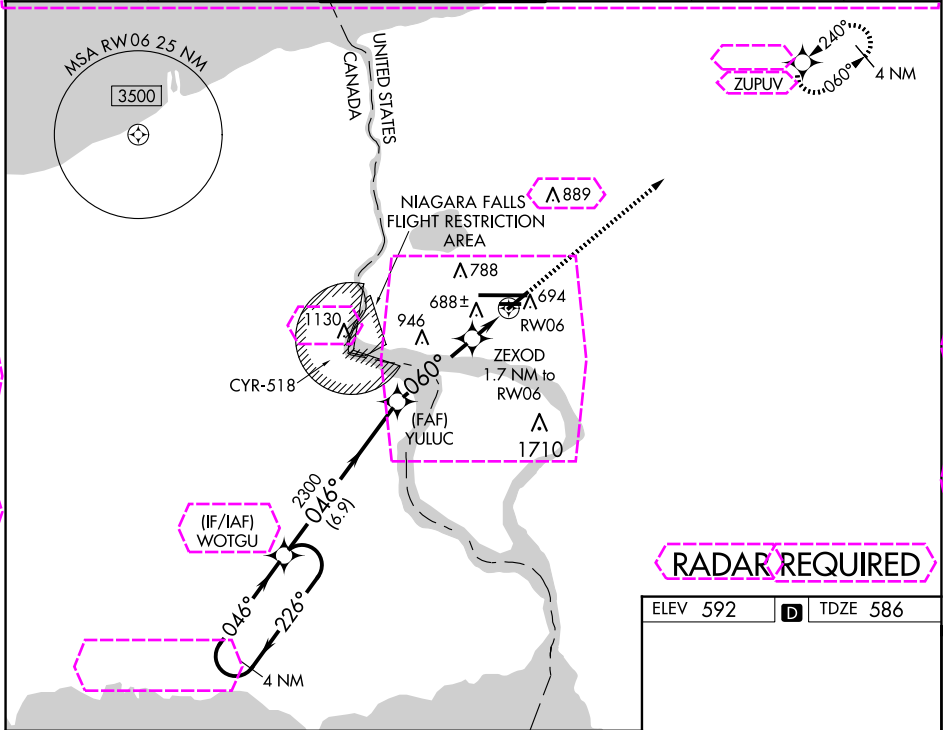 MSA RW06 25 NM
3500
UNITED STATES
CANADA
240°
060°
4 NM
ZUPUV
NIAGARA FALLS
FLIGHT RESTRICTION
AREA
889
788
688±
694
RW06
1130
946
ZEXOD
1.7 NM to
RW06
CYR-518
060°
(FAF)
YULUC
1710
2300
046°
(6.9)
(IF/IAF)
WOTGU
RADAR REQUIRED
046°
226°
4 NM
ELEV 592
D
TDZE 586